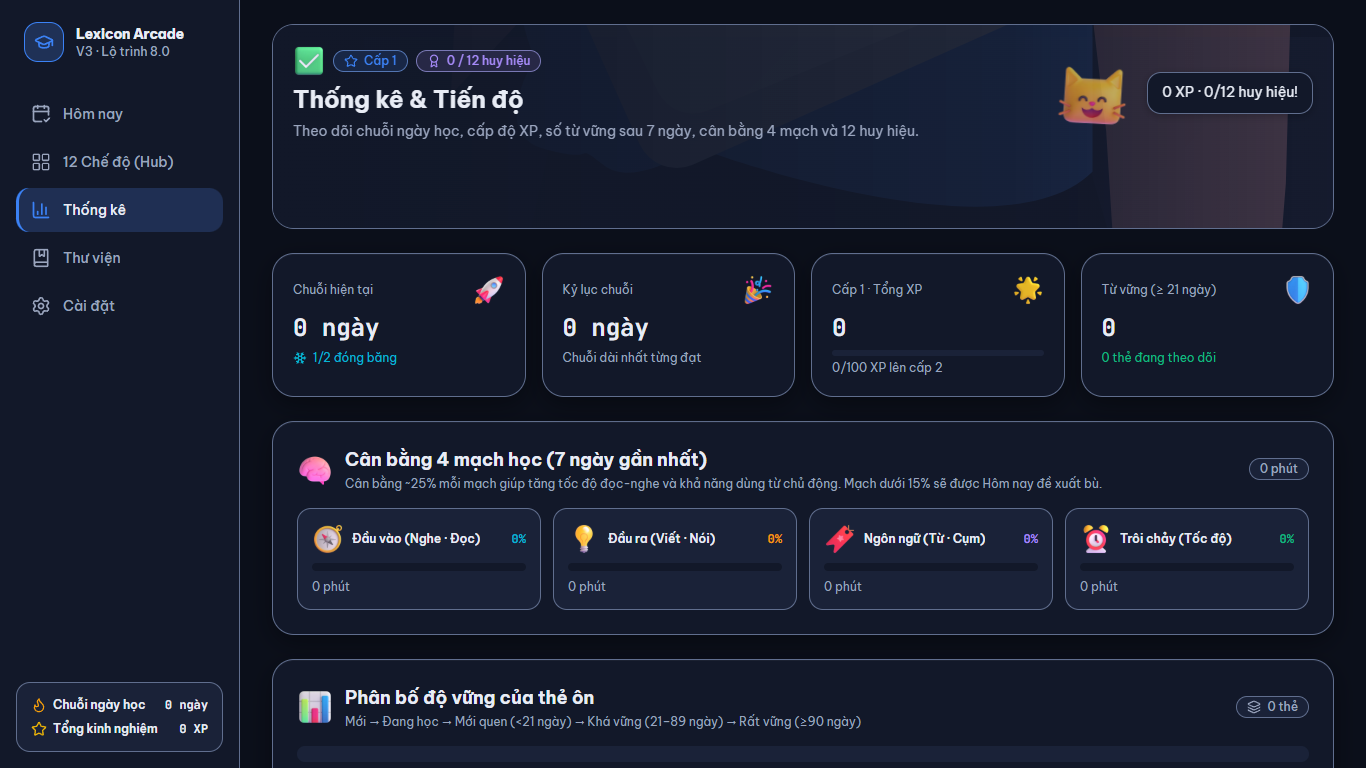 Lexicon Arcade
V3 · Lộ trình 8.0
Hôm nay
12 Chế độ (Hub)
Thống kê
Thư viện
Cài đặt
Chuỗi ngày học 0 ngày
Tổng kinh nghiệm 0 XP
Cấp 1
0 / 12 huy hiệu
Thống kê & Tiến độ
Theo dõi chuỗi ngày học, cấp độ XP, số từ vững sau 7 ngày, cân bằng 4 mạch và 12 huy hiệu.
0 XP · 0/12 huy hiệu!
Chuỗi hiện tại
0 ngày
1/2 đóng băng
Kỷ lục chuỗi
0 ngày
Chuỗi dài nhất từng đạt
Cấp 1 · Tổng XP
0
0/100 XP lên cấp 2
Từ vững (≥ 21 ngày)
0
0 thẻ đang theo dõi
Cân bằng 4 mạch học (7 ngày gần nhất)
Cân bằng ~25% mỗi mạch giúp tăng tốc độ đọc-nghe và khả năng dùng từ chủ động. Mạch dưới 15% sẽ được Hôm nay đề xuất bù.
0 phút
Đầu vào (Nghe · Đọc) 0%
0 phút
Đầu ra (Viết · Nói) 0%
0 phút
Ngôn ngữ (Từ · Cụm) 0%
0 phút
Trôi chảy (Tốc độ) 0%
0 phút
Phân bố độ vững của thẻ ôn
Mới → Đang học → Mới quen (<21 ngày) → Khá vững (21–89 ngày) → Rất vững (≥90 ngày)
0 thẻ